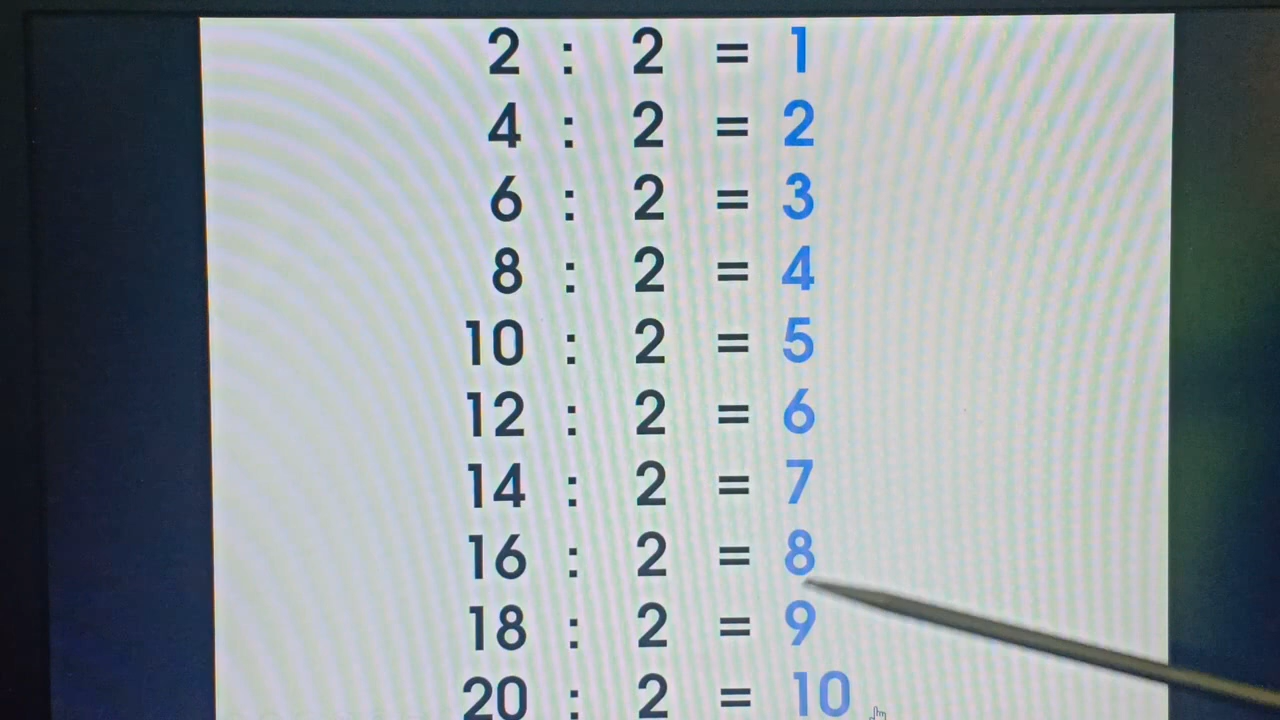 2 : 2 = 1
4 : 2 = 2
6 : 2 = 3
8 : 2 = 4
10 : 2 = 5
12 : 2 = 6
14 : 2 = 7
16 : 2 = 8
18 : 2 = 9
20 : 2 = 10